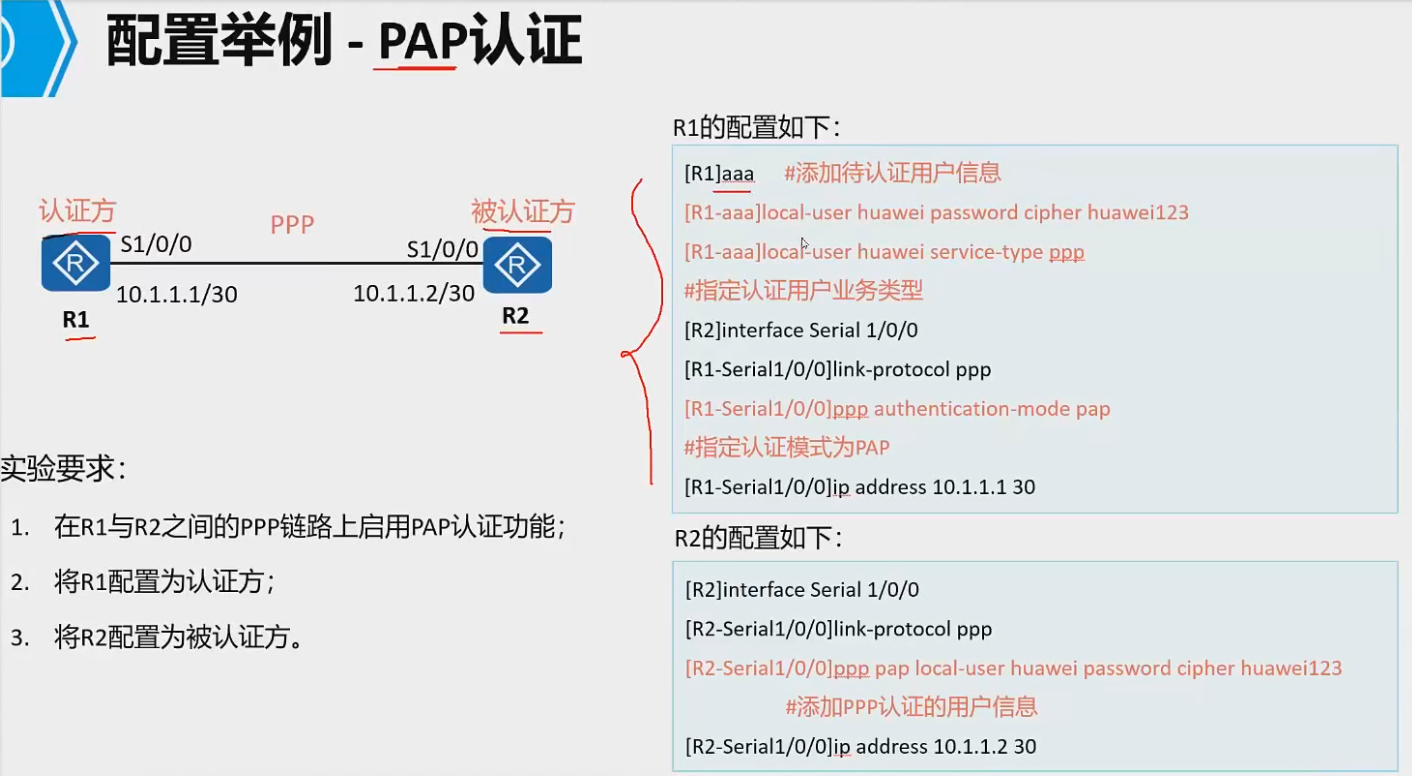 配置举例 - PAP认证
认证方
PPP
被认证方
S1/0/0
S1/0/0
R
R
10.1.1.1/30
10.1.1.2/30
R1
R2
实验要求：
1. 在R1与R2之间的PPP链路上启用PAP认证功能；
2. 将R1配置为认证方；
3. 将R2配置为被认证方。
R1的配置如下：
[R1]aaa #添加待认证用户信息
[R1-aaa]local-user huawei password cipher huawei123
[R1-aaa]local-user huawei service-type ppp
#指定认证用户业务类型
[R2]interface Serial 1/0/0
[R1-Serial1/0/0]link-protocol ppp
[R1-Serial1/0/0]ppp authentication-mode pap
#指定认证模式为PAP
[R1-Serial1/0/0]ip address 10.1.1.1 30
R2的配置如下：
[R2]interface Serial 1/0/0
[R2-Serial1/0/0]link-protocol ppp
[R2-Serial1/0/0]ppp pap local-user huawei password cipher huawei123
#添加PPP认证的用户信息
[R2-Serial1/0/0]ip address 10.1.1.2 30